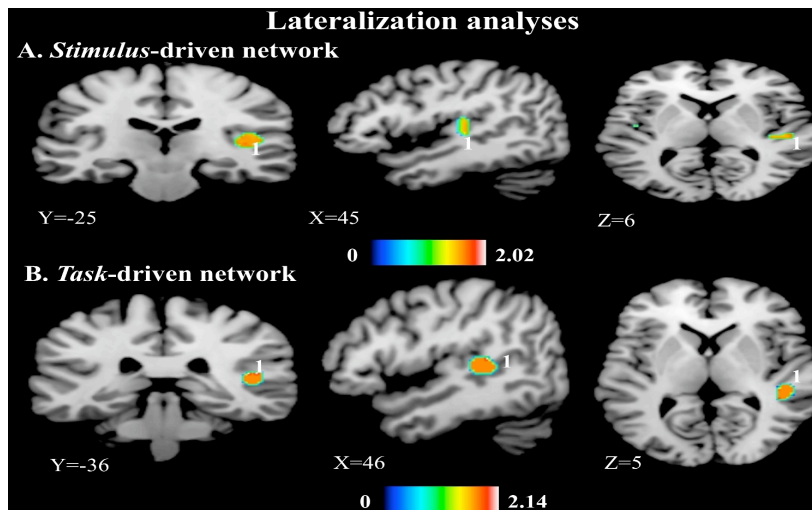 Lateralization analyses
A. Stimulus-driven network
1
1
1
Y=-25
X=45
Z=6
0
2.02
B. Task-driven network
1
1
1
Y=-36
X=46
Z=5
0
2.14